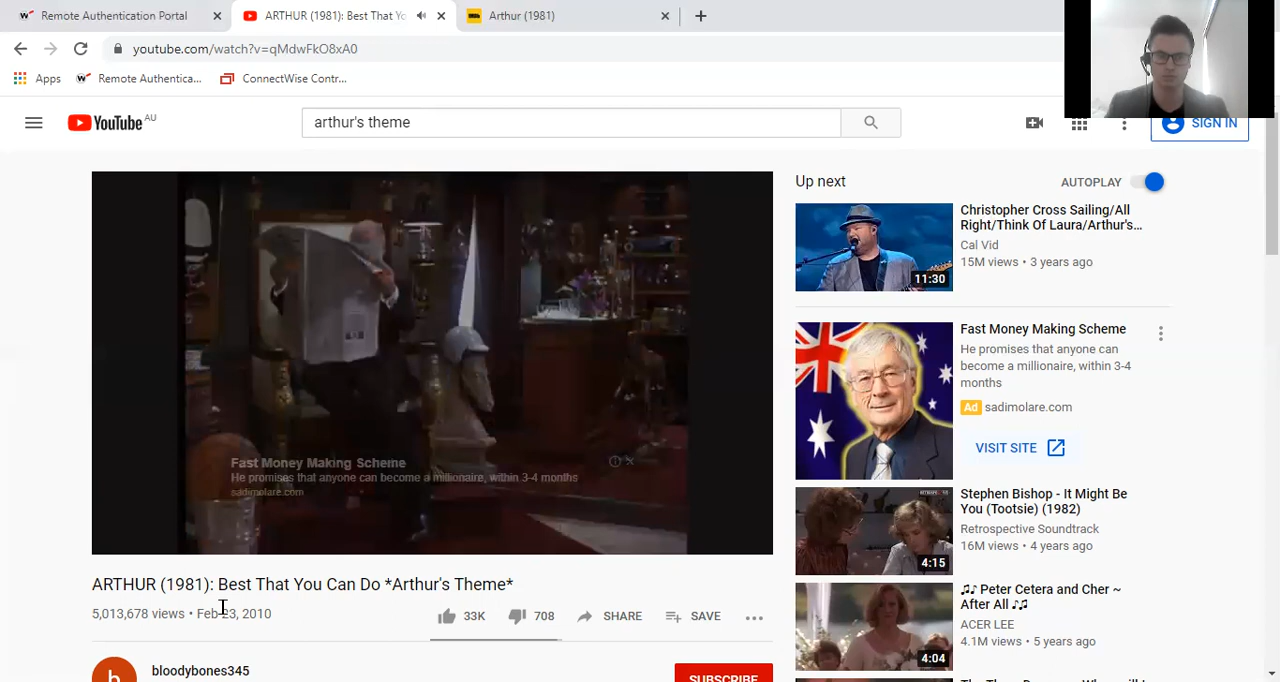 Remote Authentication Portal
ARTHUR (1981): Best That Yo
Arthur (1981)
youtube.com/watch?v=qMdwFkO8xA0
Apps
Remote Authentica...
ConnectWise Contr...
YouTube AU
arthur's theme
SIGN IN
Fast Money Making Scheme
He promises that anyone can become a millionaire, within 3-4 months
sadimolare.com
ARTHUR (1981): Best That You Can Do *Arthur's Theme*
5,013,678 views • Feb 23, 2010
33K
708
SHARE
SAVE
bloodybones345
SUBSCRIBE
Up next
AUTOPLAY
Christopher Cross Sailing/All
Right/Think Of Laura/Arthur's...
Cal Vid
15M views • 3 years ago
11:30
Fast Money Making Scheme
He promises that anyone can
become a millionaire, within 3-4
months
Ad sadimolare.com
VISIT SITE
Stephen Bishop - It Might Be
You (Tootsie) (1982)
Retrospective Soundtrack
16M views • 4 years ago
4:15
🎶 Peter Cetera and Cher ~
After All 🎶
ACER LEE
4.1M views • 5 years ago
4:04